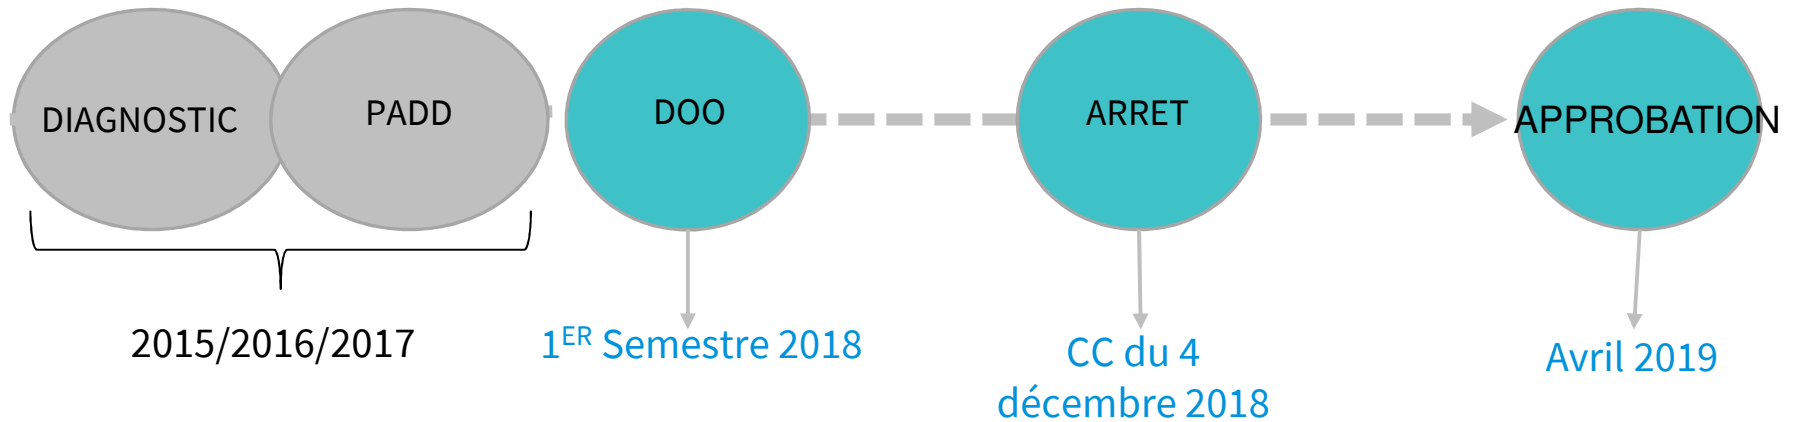 DIAGNOSTIC
PADD
DOO
ARRET
APPROBATION
2015/2016/2017
1ER Semestre 2018
CC du 4
décembre 2018
Avril 2019